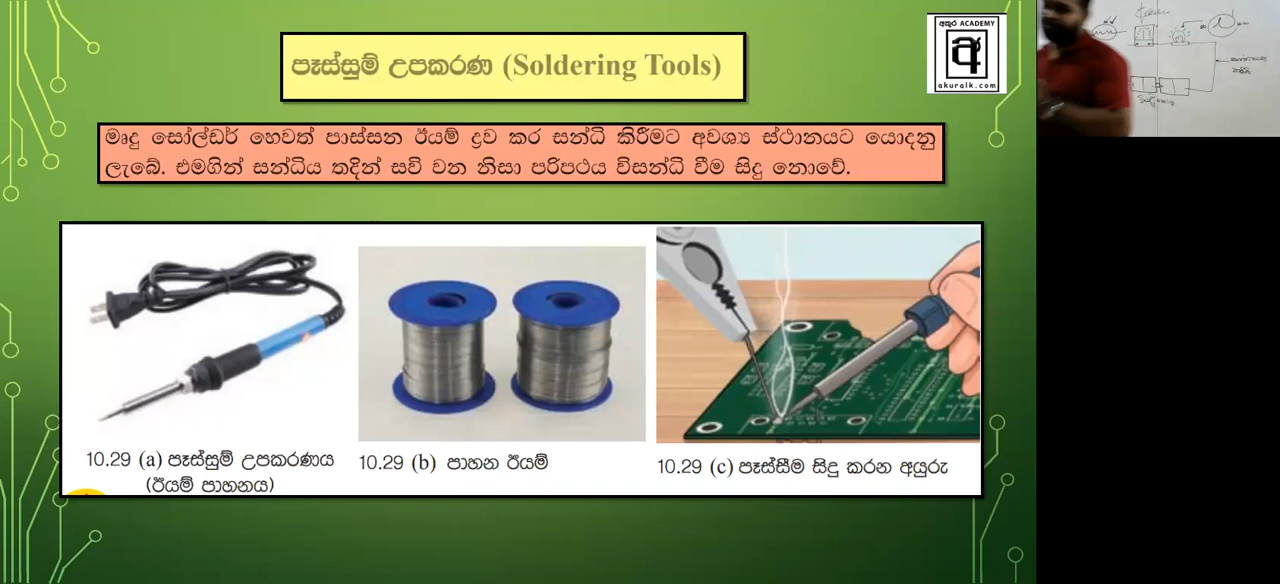 පෑස්සුම් උපකරණ (Soldering Tools)
අකුර ACADEMY
අ
akuralk.com
මෘදු සෝල්ඩර් හෙවත් පාස්සන ඊයම් ද්‍රව කර සන්ධි කිරීමට අවශ්‍ය ස්ථානයට යොදනු
ලැබේ. එමගින් සන්ධිය තදින් සවි වන නිසා පරිපථය විසන්ධි වීම සිදු නොවේ.
10.29 (a) පෑස්සුම් උපකරණය
(ඊයම් පාහනය)
10.29 (b) පාහන ඊයම්
10.29 (c) පෑස්සීම සිදු කරන අයුරු